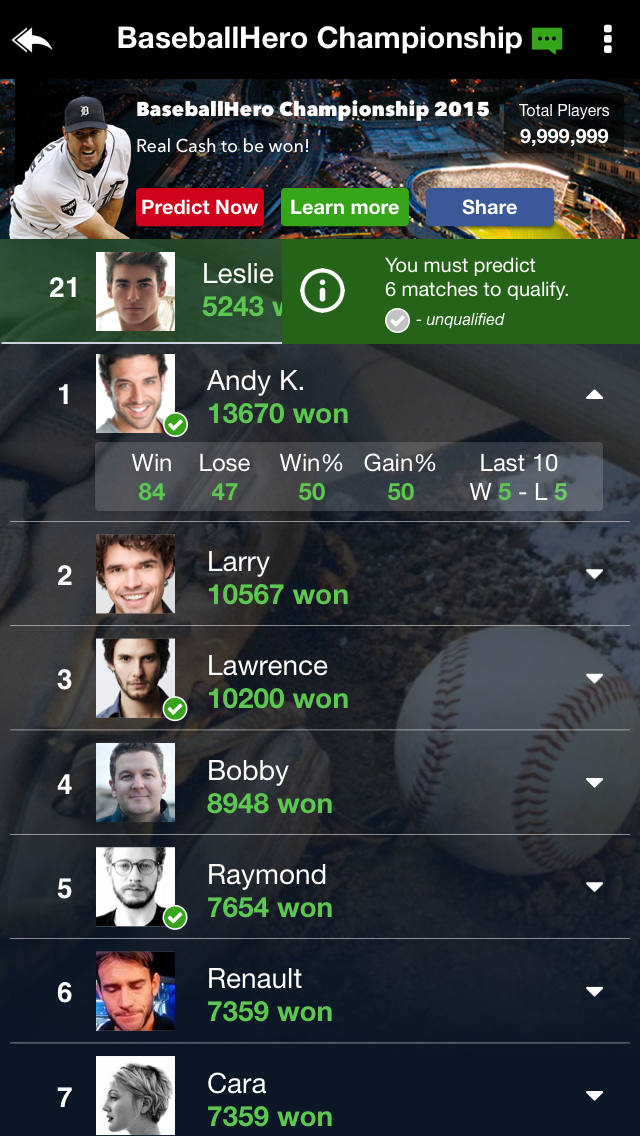 BaseballHero Championship
BaseballHero Championship 2015
Real Cash to be won!
Total Players
9,999,999
Predict Now
Learn more
Share
21
Leslie
5243
You must predict
6 matches to qualify.
- unqualified
1
Andy K.
13670 won
Win Lose Win% Gain% Last 10
84 47 50 50 W 5 - L 5
2
Larry
10567 won
3
Lawrence
10200 won
4
Bobby
8948 won
5
Raymond
7654 won
6
Renault
7359 won
7
Cara
7359 won